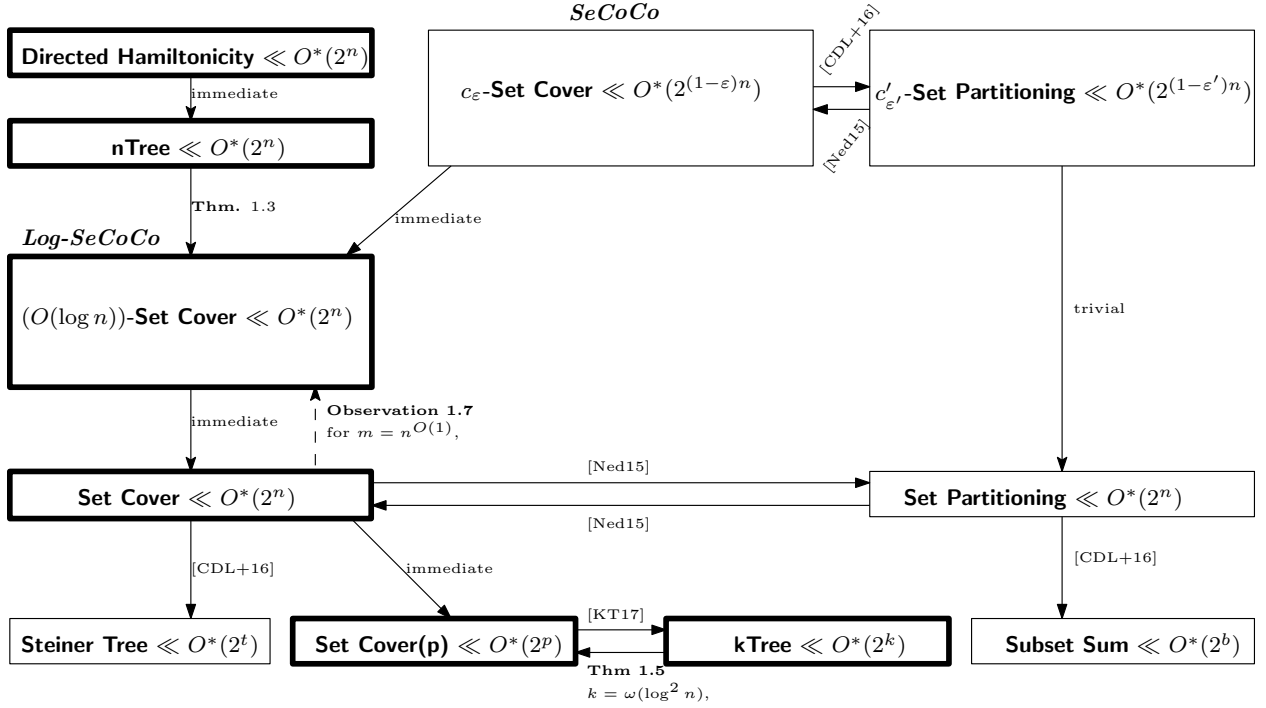 SeCoCo
Directed Hamiltonicity ≪ O*(2^n)
immediate
nTree ≪ O*(2^n)
c_ε-Set Cover ≪ O*(2^{(1−ε)n})
[CDL+16]
[Ned15]
c′_{ε′}-Set Partitioning ≪ O*(2^{(1−ε′)n})
Thm. 1.3
immediate
Log-SeCoCo
(O(log n))-Set Cover ≪ O*(2^n)
trivial
immediate
Observation 1.7
for m = n^{O(1)},
Set Cover ≪ O*(2^n)
[Ned15]
[Ned15]
Set Partitioning ≪ O*(2^n)
[CDL+16]
immediate
[CDL+16]
Steiner Tree ≪ O*(2^t)
Set Cover(p) ≪ O*(2^p)
[KT17]
Thm 1.5
k = ω(log^2 n),
kTree ≪ O*(2^k)
Subset Sum ≪ O*(2^b)